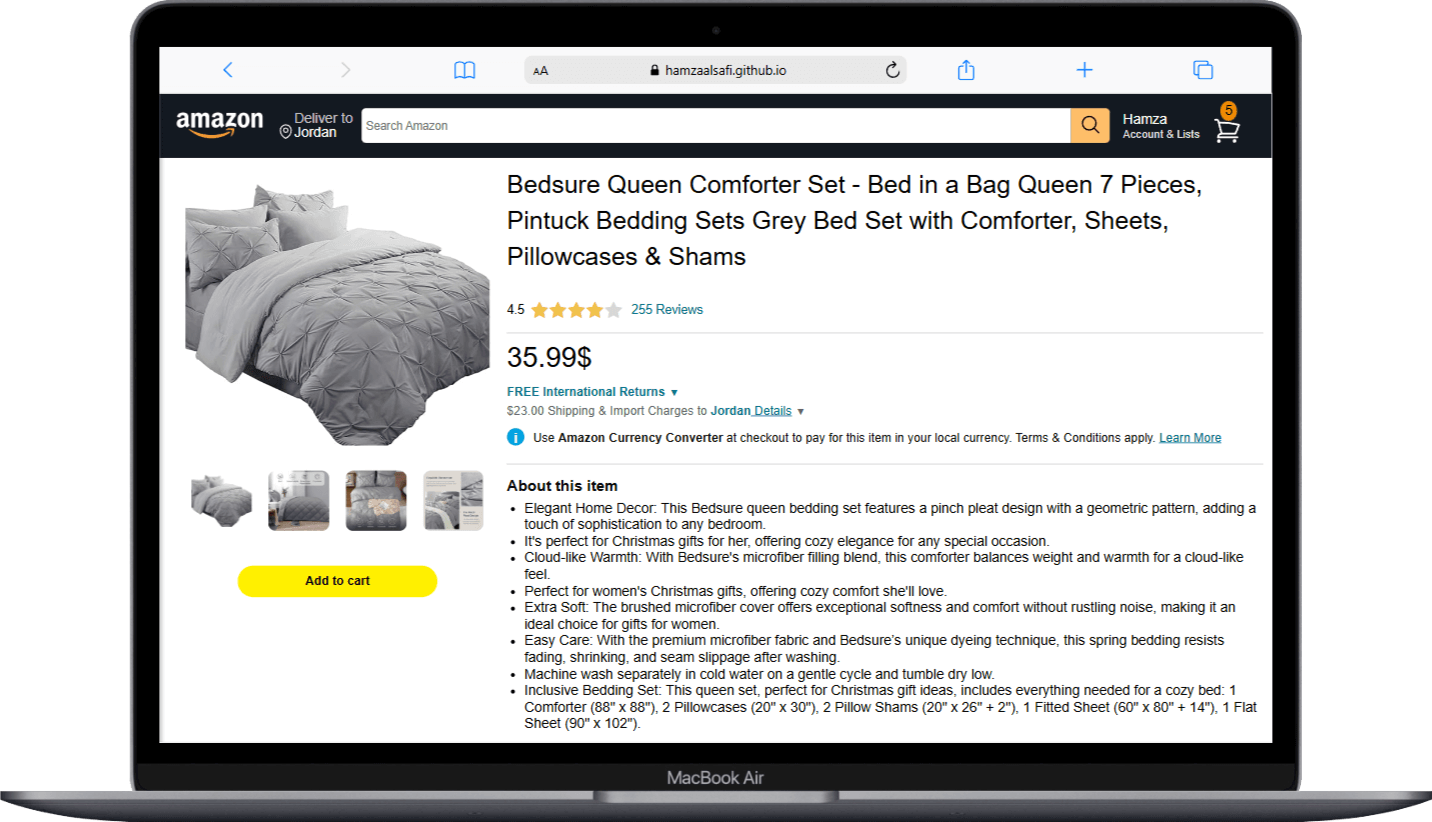 AA
hamzaalsafi.github.io
amazon
Deliver to
Jordan
Search Amazon
Hamza
Account & Lists
5
Bedsure Queen Comforter Set - Bed in a Bag Queen 7 Pieces,
Pintuck Bedding Sets Grey Bed Set with Comforter, Sheets,
Pillowcases & Shams
4.5
255 Reviews
35.99$
FREE International Returns ▾
$23.00 Shipping & Import Charges to Jordan Details ▾
i Use Amazon Currency Converter at checkout to pay for this item in your local currency. Terms & Conditions apply. Learn More
Add to cart
About this item
• Elegant Home Decor: This Bedsure queen bedding set features a pinch pleat design with a geometric pattern, adding a
touch of sophistication to any bedroom.
• It's perfect for Christmas gifts for her, offering cozy elegance for any special occasion.
• Cloud-like Warmth: With Bedsure's microfiber filling blend, this comforter balances weight and warmth for a cloud-like
feel.
• Perfect for women's Christmas gifts, offering cozy comfort she'll love.
• Extra Soft: The brushed microfiber cover offers exceptional softness and comfort without rustling noise, making it an
ideal choice for gifts for women.
• Easy Care: With the premium microfiber fabric and Bedsure’s unique dyeing technique, this spring bedding resists
fading, shrinking, and seam slippage after washing.
• Machine wash separately in cold water on a gentle cycle and tumble dry low.
• Inclusive Bedding Set: This queen set, perfect for Christmas gift ideas, includes everything needed for a cozy bed: 1
Comforter (88" x 88"), 2 Pillowcases (20" x 30"), 2 Pillow Shams (20" x 26" + 2"), 1 Fitted Sheet (60" x 80" + 14"), 1 Flat
Sheet (90" x 102").
MacBook Air